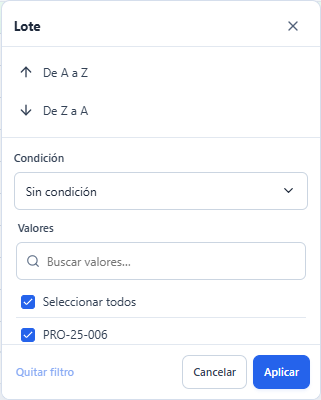 Lote
De A a Z
De Z a A
Condición
Sin condición
Valores
Buscar valores...
Seleccionar todos
PRO-25-006
Quitar filtro
Cancelar
Aplicar